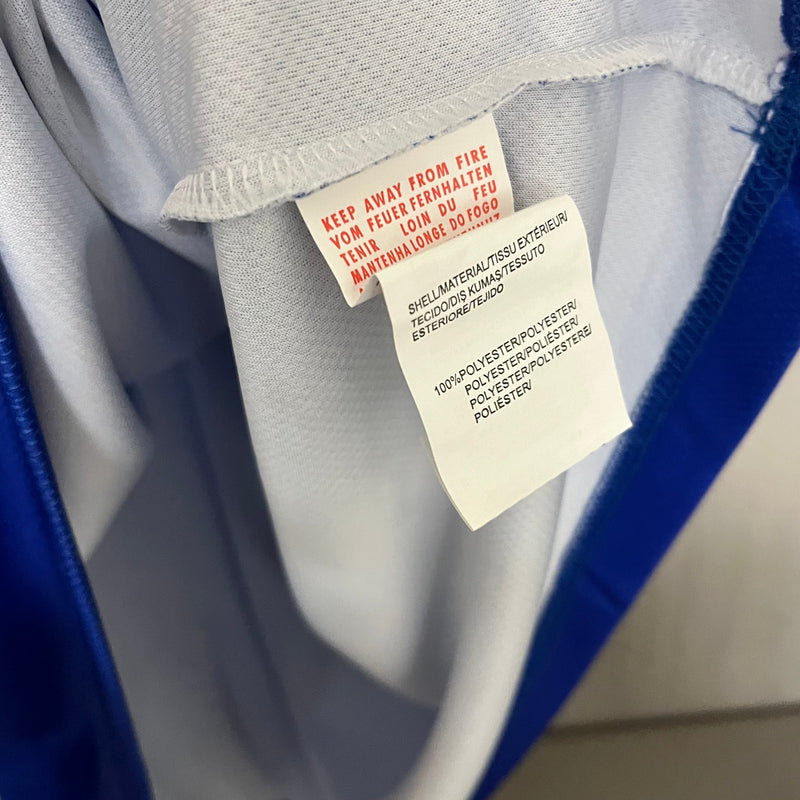 KEEP AWAY FROM FIRE
VOM FEUER FERNHALTEN
TENIR LOIN DU FEU
MANTENHA LONGE DO FOGO
SHELL/MATERIAL/TISSU EXTÉRIEUR/
TECIDO/DIŞ KUMAŞ/TESSUTO
ESTERIORE/TEJIDO
100%POLYESTER/POLYESTER/
POLYESTER/POLIÉSTER/
POLYESTER/POLYESTERE/
POLIÉSTER/